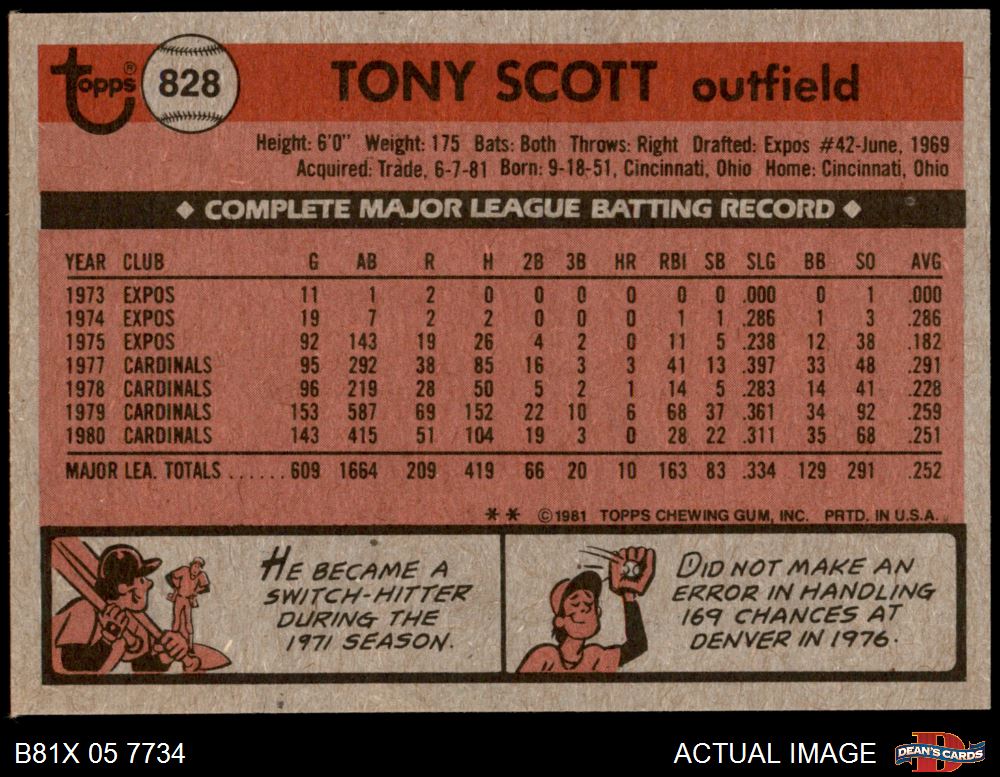 Topps® 828 TONY SCOTT outfield
Height: 6'0" Weight: 175 Bats: Both Throws: Right Drafted: Expos #42-June, 1969
Acquired: Trade, 6-7-81 Born: 9-18-51, Cincinnati, Ohio Home: Cincinnati, Ohio
◆ COMPLETE MAJOR LEAGUE BATTING RECORD ◆
YEAR CLUB G AB R H 2B 3B HR RBI SB SLG BB SO AVG
1973 EXPOS 11 1 2 0 0 0 0 0 0 .000 0 1 .000
1974 EXPOS 19 7 2 2 0 0 0 1 1 .286 1 3 .286
1975 EXPOS 92 143 19 26 4 2 0 11 5 .238 12 38 .182
1977 CARDINALS 95 292 38 85 16 3 3 41 13 .397 33 48 .291
1978 CARDINALS 96 219 28 50 5 2 1 14 5 .283 14 41 .228
1979 CARDINALS 153 587 69 152 22 10 6 68 37 .361 34 92 .259
1980 CARDINALS 143 415 51 104 19 3 0 28 22 .311 35 68 .251
MAJOR LEA. TOTALS ...... 609 1664 209 419 66 20 10 163 83 .334 129 291 .252
** ©1981 TOPPS CHEWING GUM, INC. PRTD. IN U.S.A.
HE BECAME A
SWITCH-HITTER
DURING THE
1971 SEASON.
DID NOT MAKE AN
ERROR IN HANDLING
169 CHANCES AT
DENVER IN 1976.
B81X 05 7734 ACTUAL IMAGE
D
DEAN'S CARDS